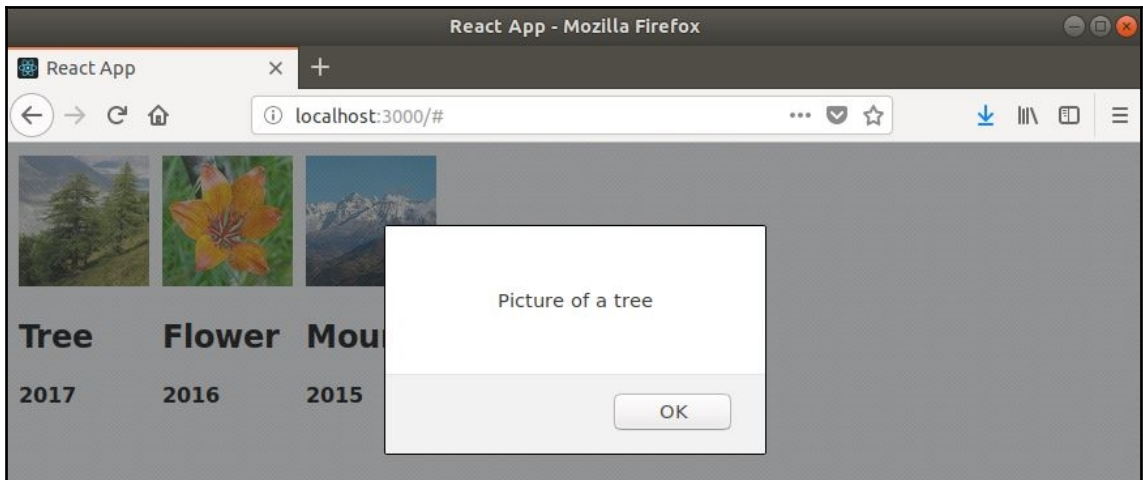 React App - Mozilla Firefox
React App
localhost:3000/#
Picture of a tree
Tree Flower Mou
2017 2016 2015
OK